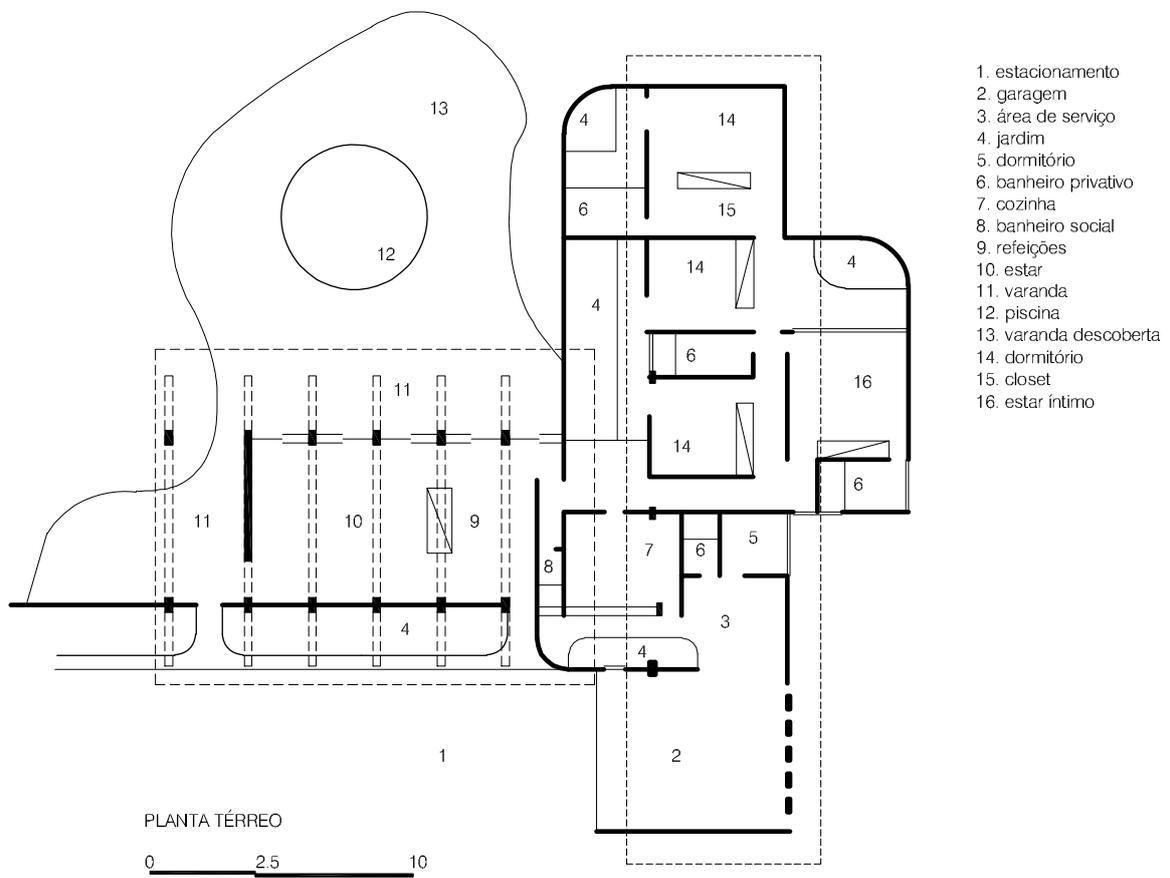 13
12
4
14
6
15
14
4
4
6
16
11
14
6
11
10
9
7
6
5
8
3
4
4
1
2
1. estacionamento
2. garagem
3. área de serviço
4. jardim
5. dormitório
6. banheiro privativo
7. cozinha
8. banheiro social
9. refeições
10. estar
11. varanda
12. piscina
13. varanda descoberta
14. dormitório
15. closet
16. estar íntimo
PLANTA TÉRREO
0 2.5 10